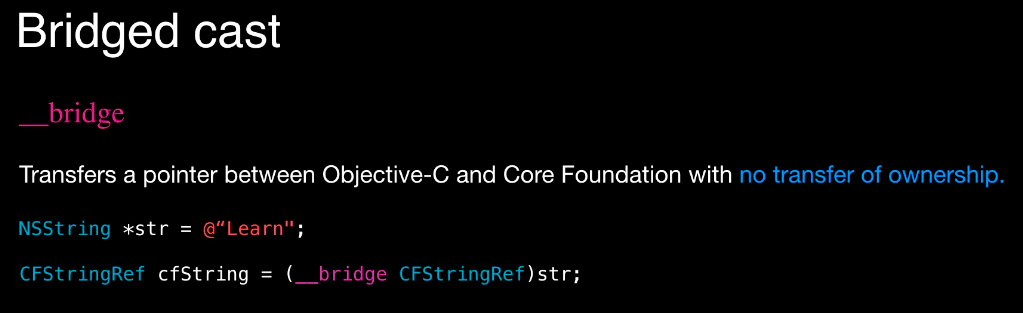 Bridged cast
__bridge
Transfers a pointer between Objective-C and Core Foundation with no transfer of ownership.
NSString *str = @“Learn";
CFStringRef cfString = (__bridge CFStringRef)str;